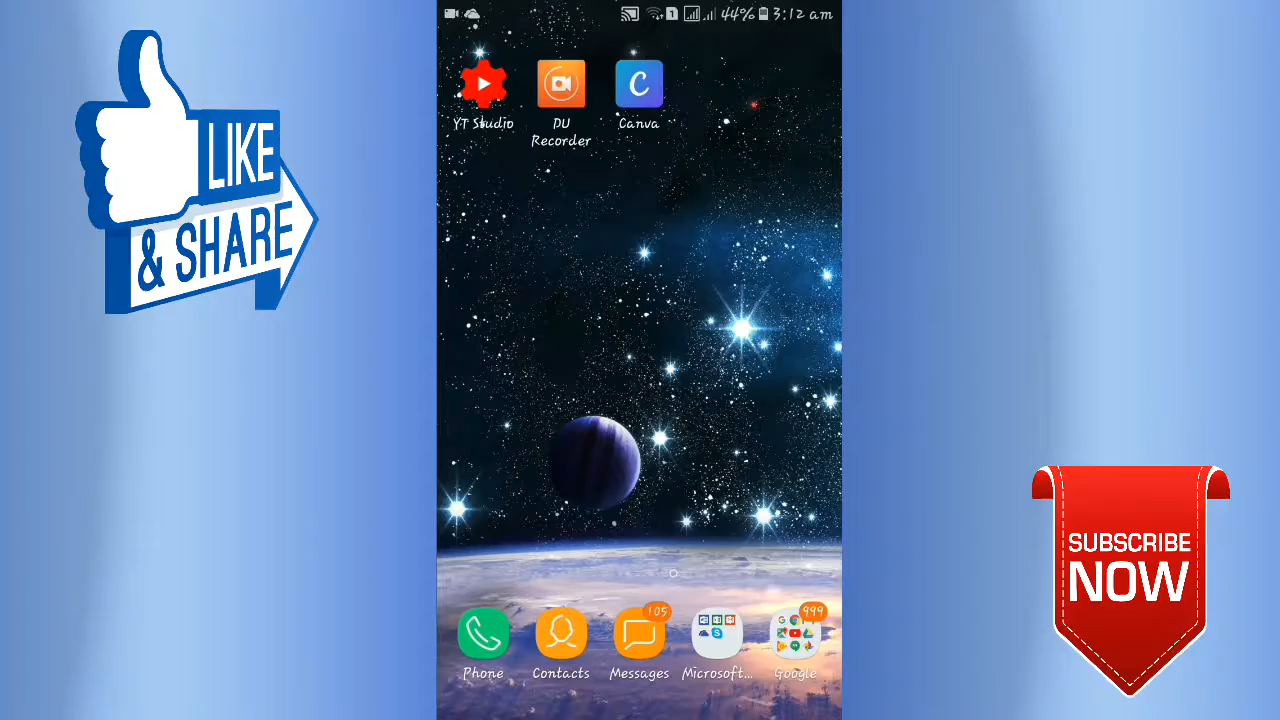 44% 3:12 am
1
YT Studio
DU
Recorder
C
Canva
LIKE
& SHARE
SUBSCRIBE
NOW
105
999
Phone
Contacts
Messages
Microsoft...
Google